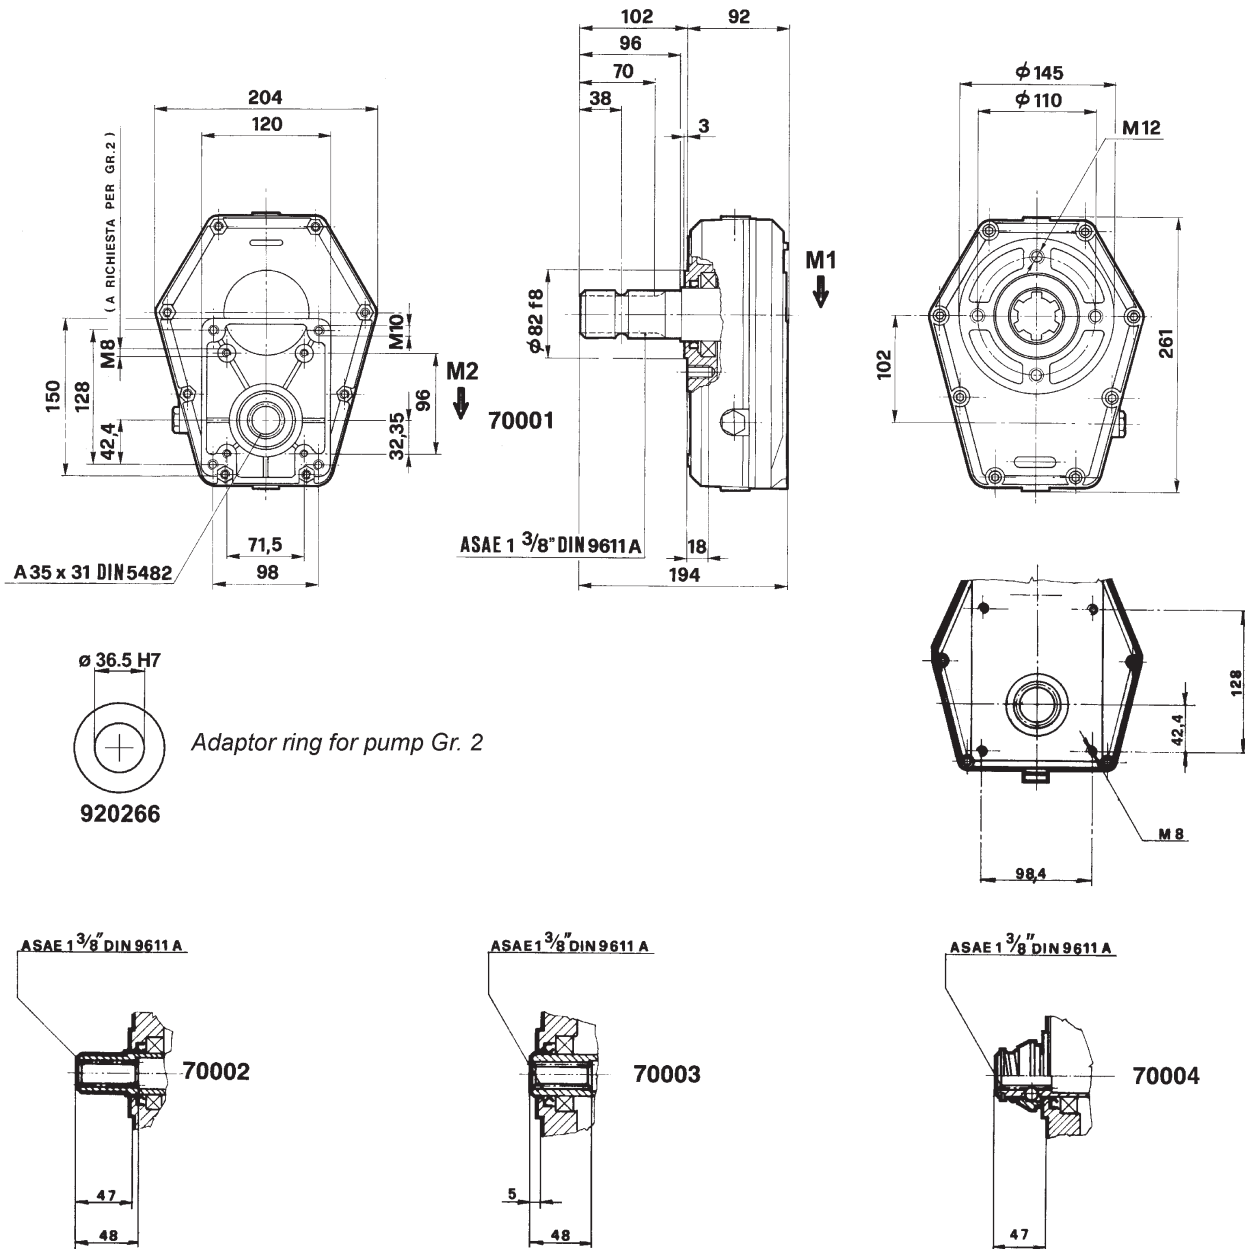 204
120
( A RICHIESTA PER GR.2 )
M8
M10
150
128
42,4
96
32,35
71,5
98
A 35 x 31 DIN 5482
M2
70001
102
92
96
70
38
3
ϕ 82 f8
M1
ASAE 1 3/8" DIN 9611 A
18
194
ϕ 145
ϕ 110
M 12
102
261
128
42,4
M 8
98,4
ø 36.5 H7
Adaptor ring for pump Gr. 2
920266
ASAE 1 3/8" DIN 9611 A
70002
47
48
ASAE 1 3/8" DIN 9611 A
70003
5
48
ASAE 1 3/8" DIN 9611 A
70004
47